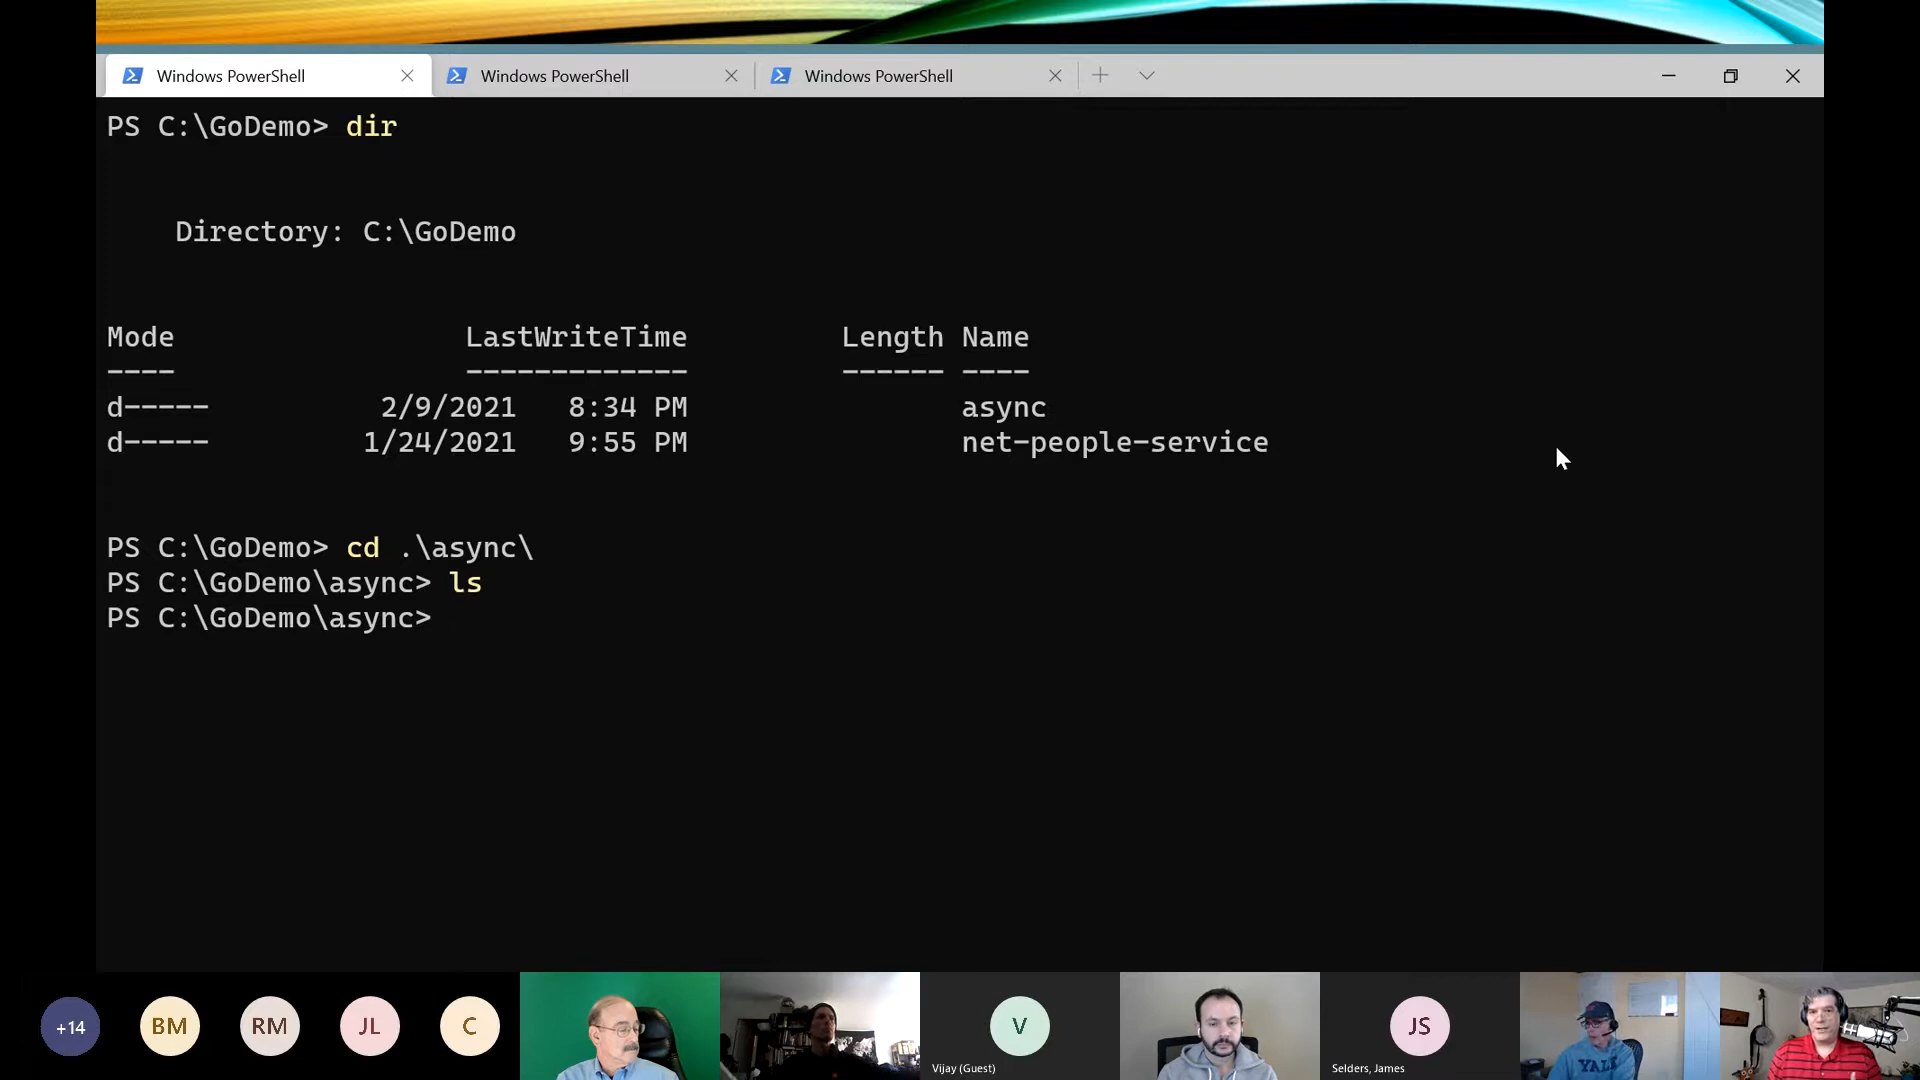 Windows PowerShell
Windows PowerShell
Windows PowerShell
PS C:\GoDemo> dir
Directory: C:\GoDemo
Mode LastWriteTime Length Name
---- ------------- ------ ----
d----- 2/9/2021 8:34 PM async
d----- 1/24/2021 9:55 PM net-people-service
PS C:\GoDemo> cd .\async\
PS C:\GoDemo\async> ls
PS C:\GoDemo\async>
+14
BM
RM
JL
C
V
Vijay (Guest)
JS
Selders, James
YALE